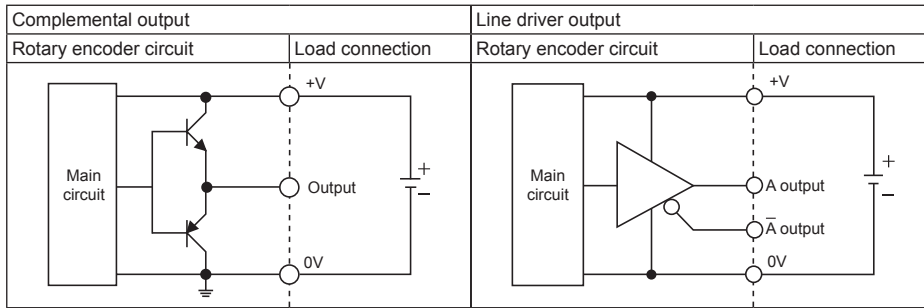 Complemental output
Line driver output
Rotary encoder circuit
Load connection
Rotary encoder circuit
Load connection
+V
Main
circuit
+
−
Output
0V
+V
Main
circuit
+
−
A output
A̅ output
0V